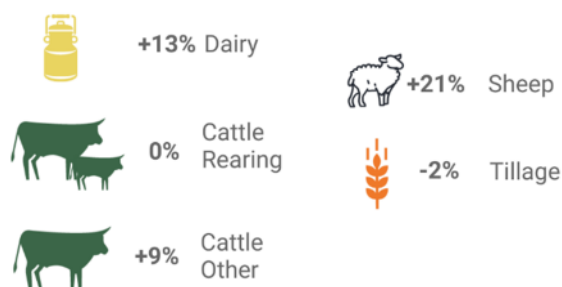 +13% Dairy
0% Cattle
Rearing
+9% Cattle
Other
+21% Sheep
-2% Tillage